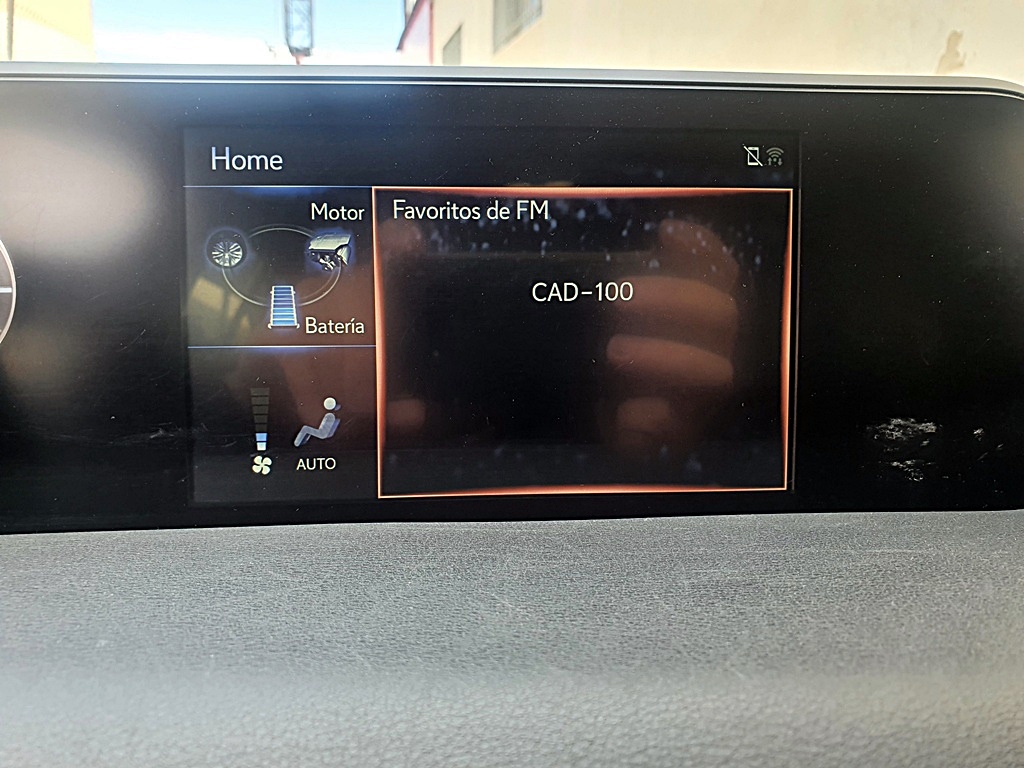 Home
Motor
Batería
AUTO
Favoritos de FM
CAD-100